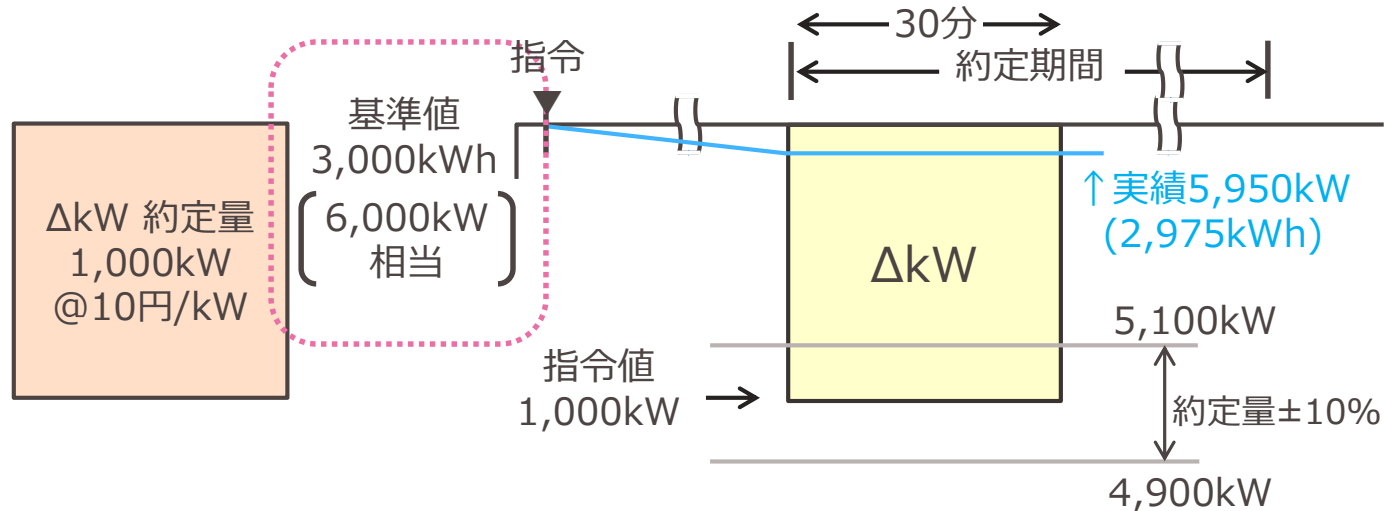 30分
約定期間
指令
基準値
3,000kWh
6,000kW
相当
ΔkW 約定量
1,000kW
@10円/kW
↑実績5,950kW
(2,975kWh)
ΔkW
5,100kW
指令値
1,000kW
約定量±10%
4,900kW